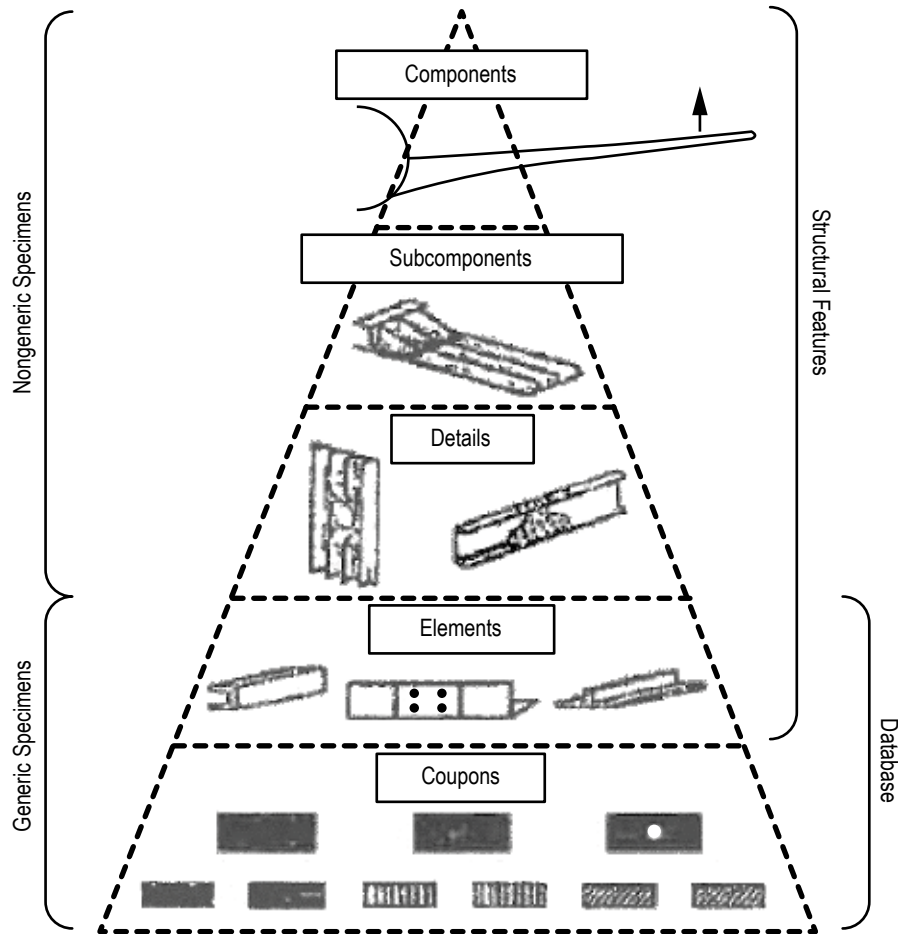 Components
Nongeneric Specimens
Structural Features
Subcomponents
Details
Elements
Generic Specimens
Database
Coupons